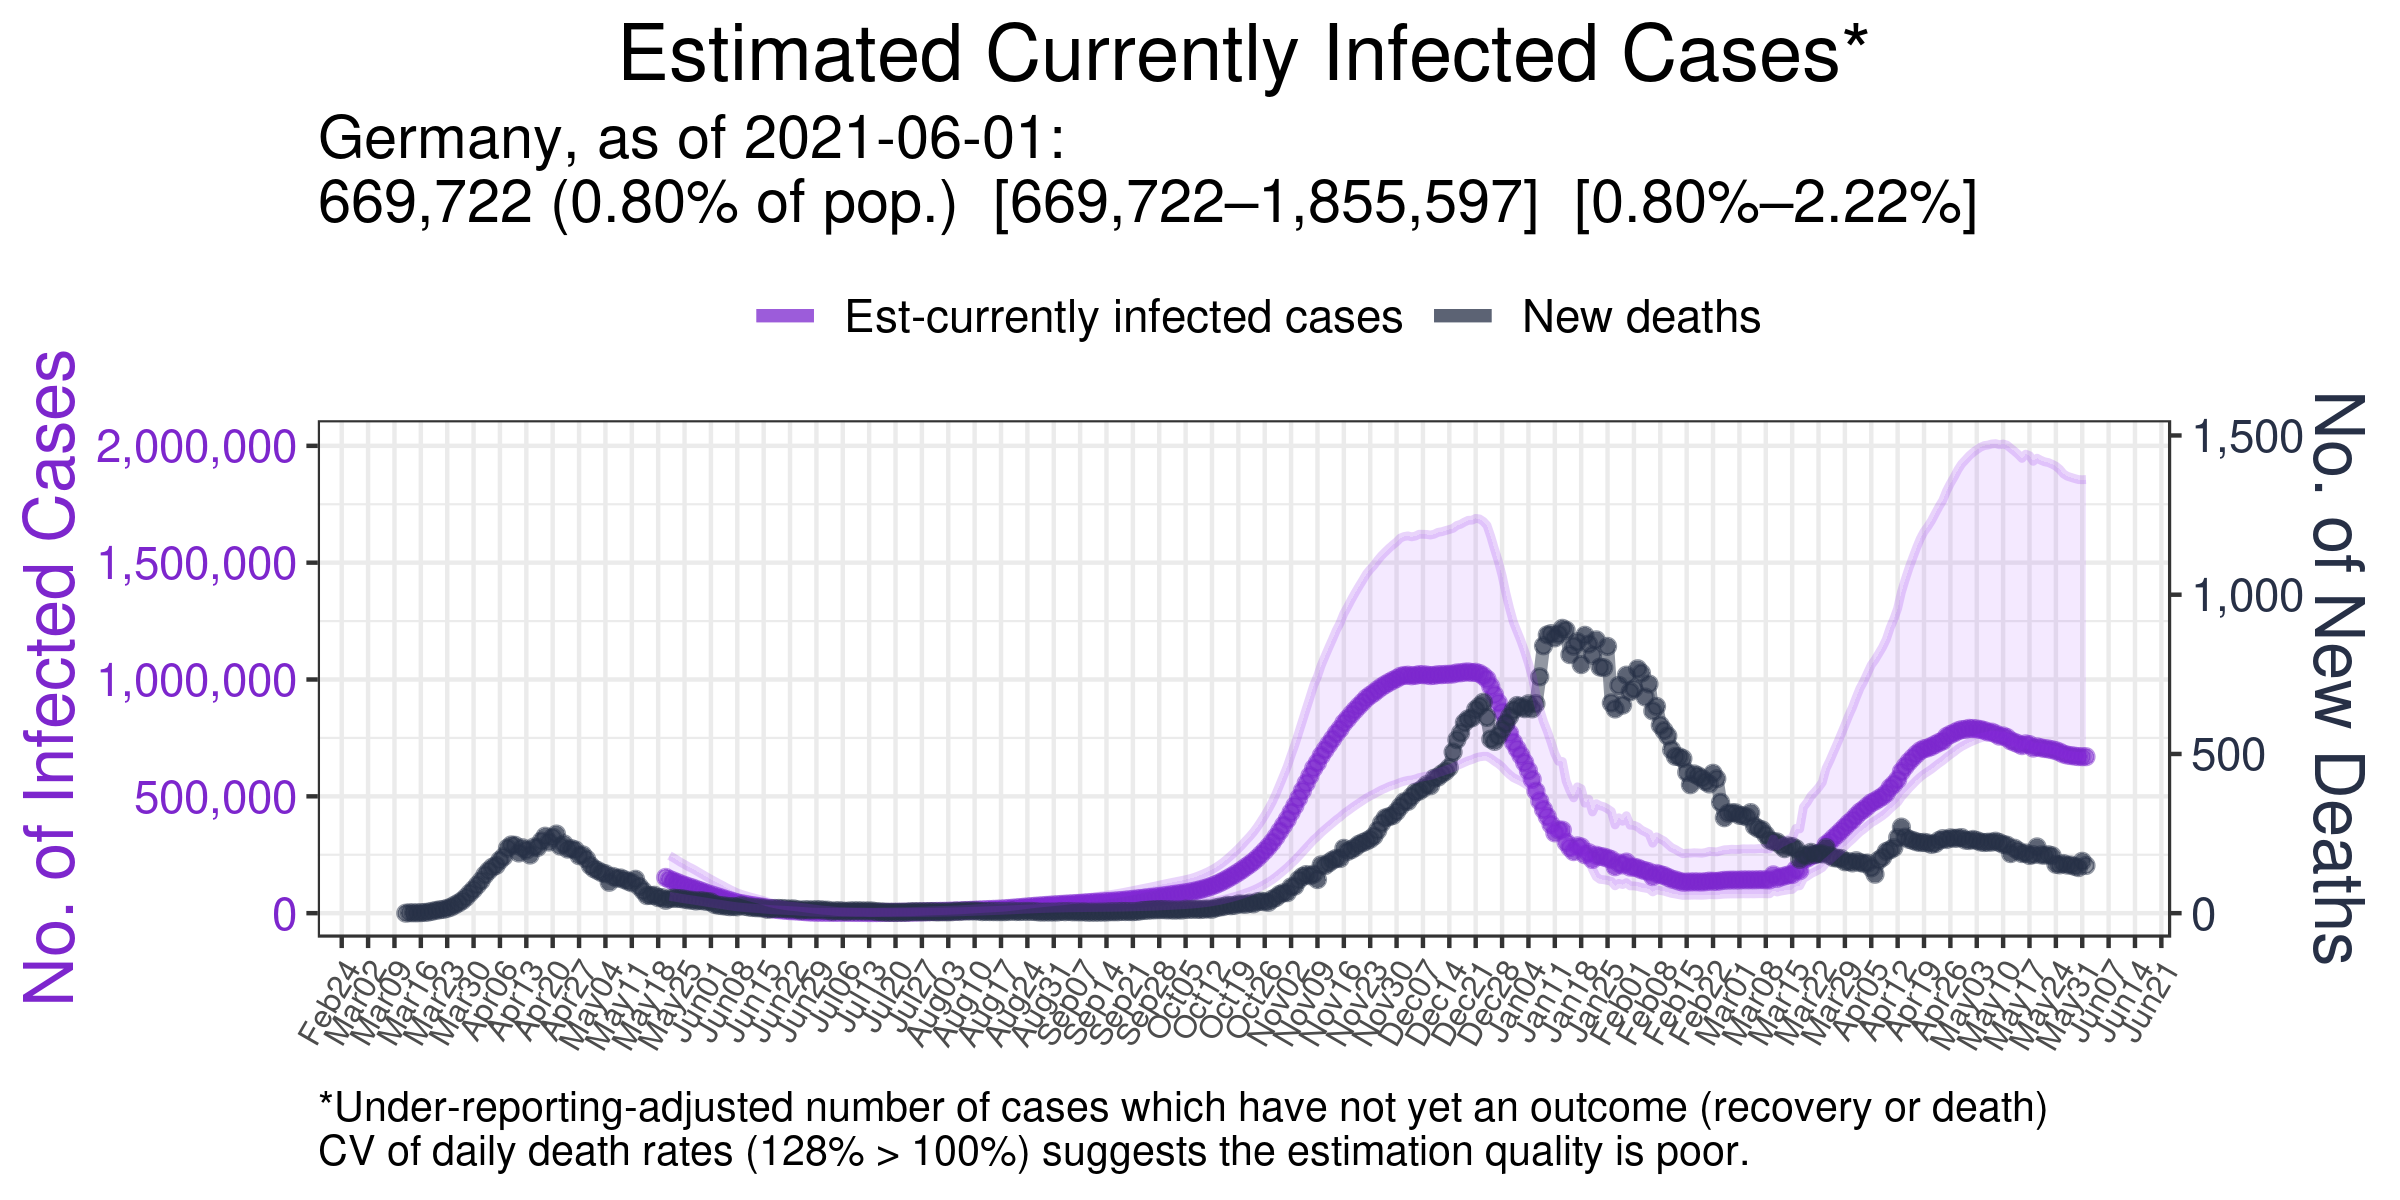 Estimated Currently Infected Cases*
Germany, as of 2021-06-01:
669,722 (0.80% of pop.) [669,722–1,855,597] [0.80%–2.22%]
Est-currently infected cases
New deaths
No. of Infected Cases
2,000,000
1,500,000
1,000,000
500,000
0
1,500
1,000
500
0
No. of New Deaths
Feb24
Mar02
Mar09
Mar16
Mar23
Mar30
Apr06
Apr13
Apr20
Apr27
May04
May11
May18
May25
Jun01
Jun08
Jun15
Jun22
Jun29
Jul06
Jul13
Jul20
Jul27
Aug03
Aug10
Aug17
Aug24
Aug31
Sep07
Sep14
Sep21
Sep28
Oct05
Oct12
Oct19
Oct26
Nov02
Nov09
Nov16
Nov23
Nov30
Dec07
Dec14
Dec21
Dec28
Jan04
Jan11
Jan18
Jan25
Feb01
Feb08
Feb15
Feb22
Mar01
Mar08
Mar15
Mar22
Mar29
Apr05
Apr12
Apr19
Apr26
May03
May10
May17
May24
May31
Jun07
Jun14
Jun21
*Under-reporting-adjusted number of cases which have not yet an outcome (recovery or death)
CV of daily death rates (128% > 100%) suggests the estimation quality is poor.